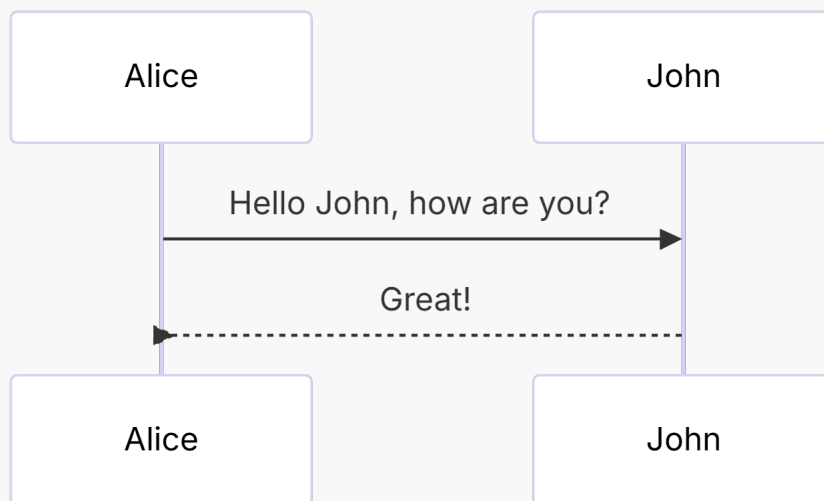 Alice
John
Hello John, how are you?
Great!
Alice
John